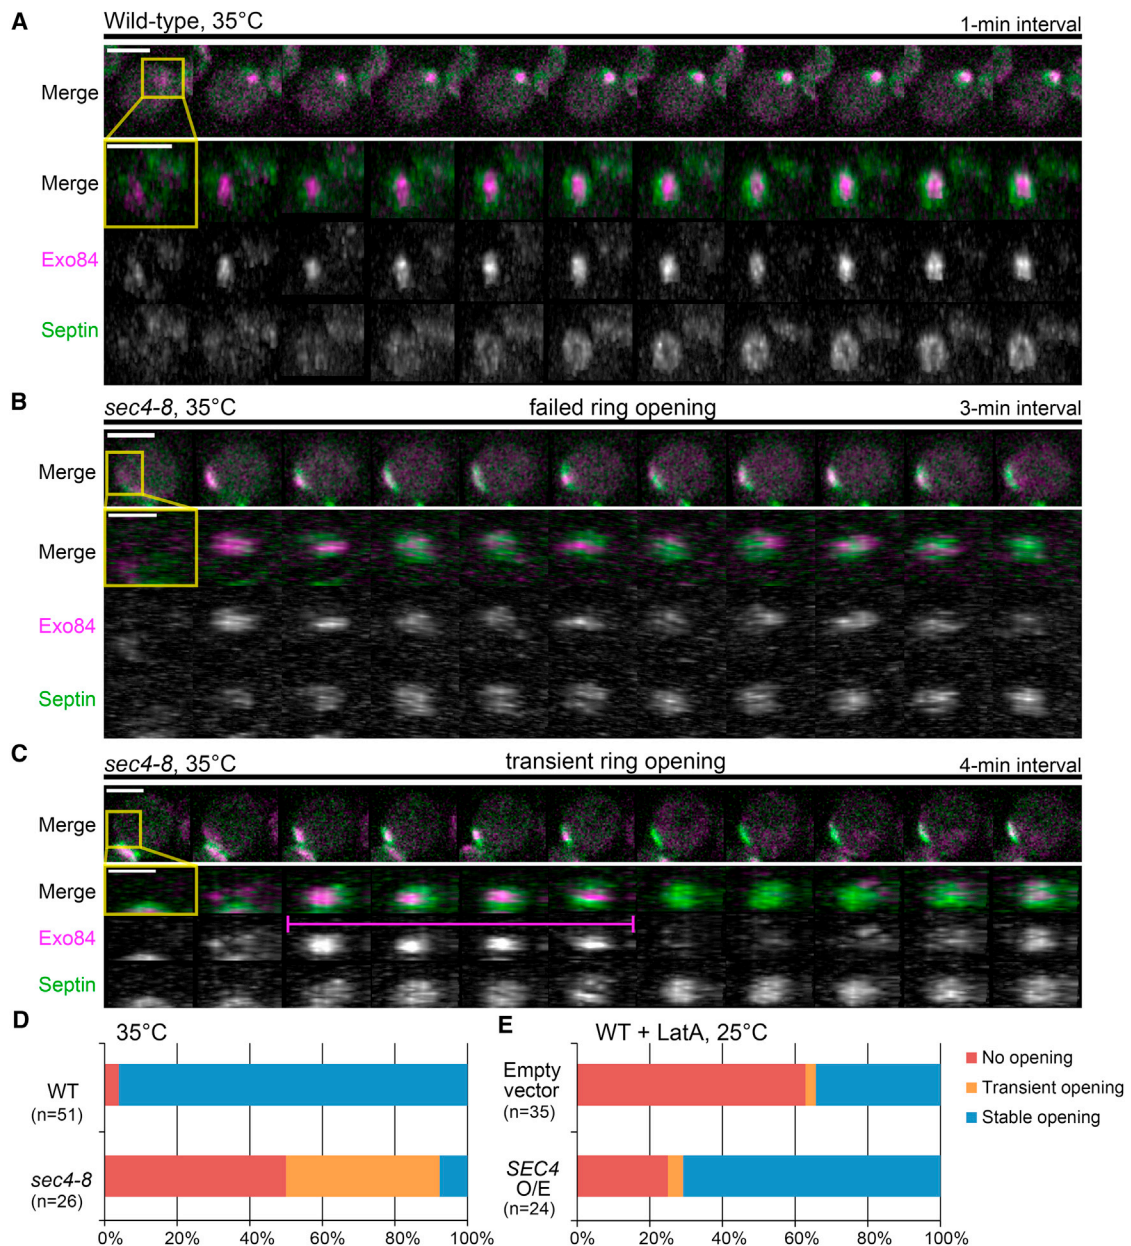 A
Wild-type, 35°C
1-min interval
Merge
Merge
Exo84
Septin
B
sec4-8, 35°C
failed ring opening
3-min interval
Merge
Merge
Exo84
Septin
C
sec4-8, 35°C
transient ring opening
4-min interval
Merge
Merge
Exo84
Septin
D
35°C
WT
(n=51)
sec4-8
(n=26)
0%
20%
40%
60%
80%
100%
E
WT + LatA, 25°C
Empty
vector
(n=35)
SEC4
O/E
(n=24)
0%
20%
40%
60%
80%
100%
No opening
Transient opening
Stable opening